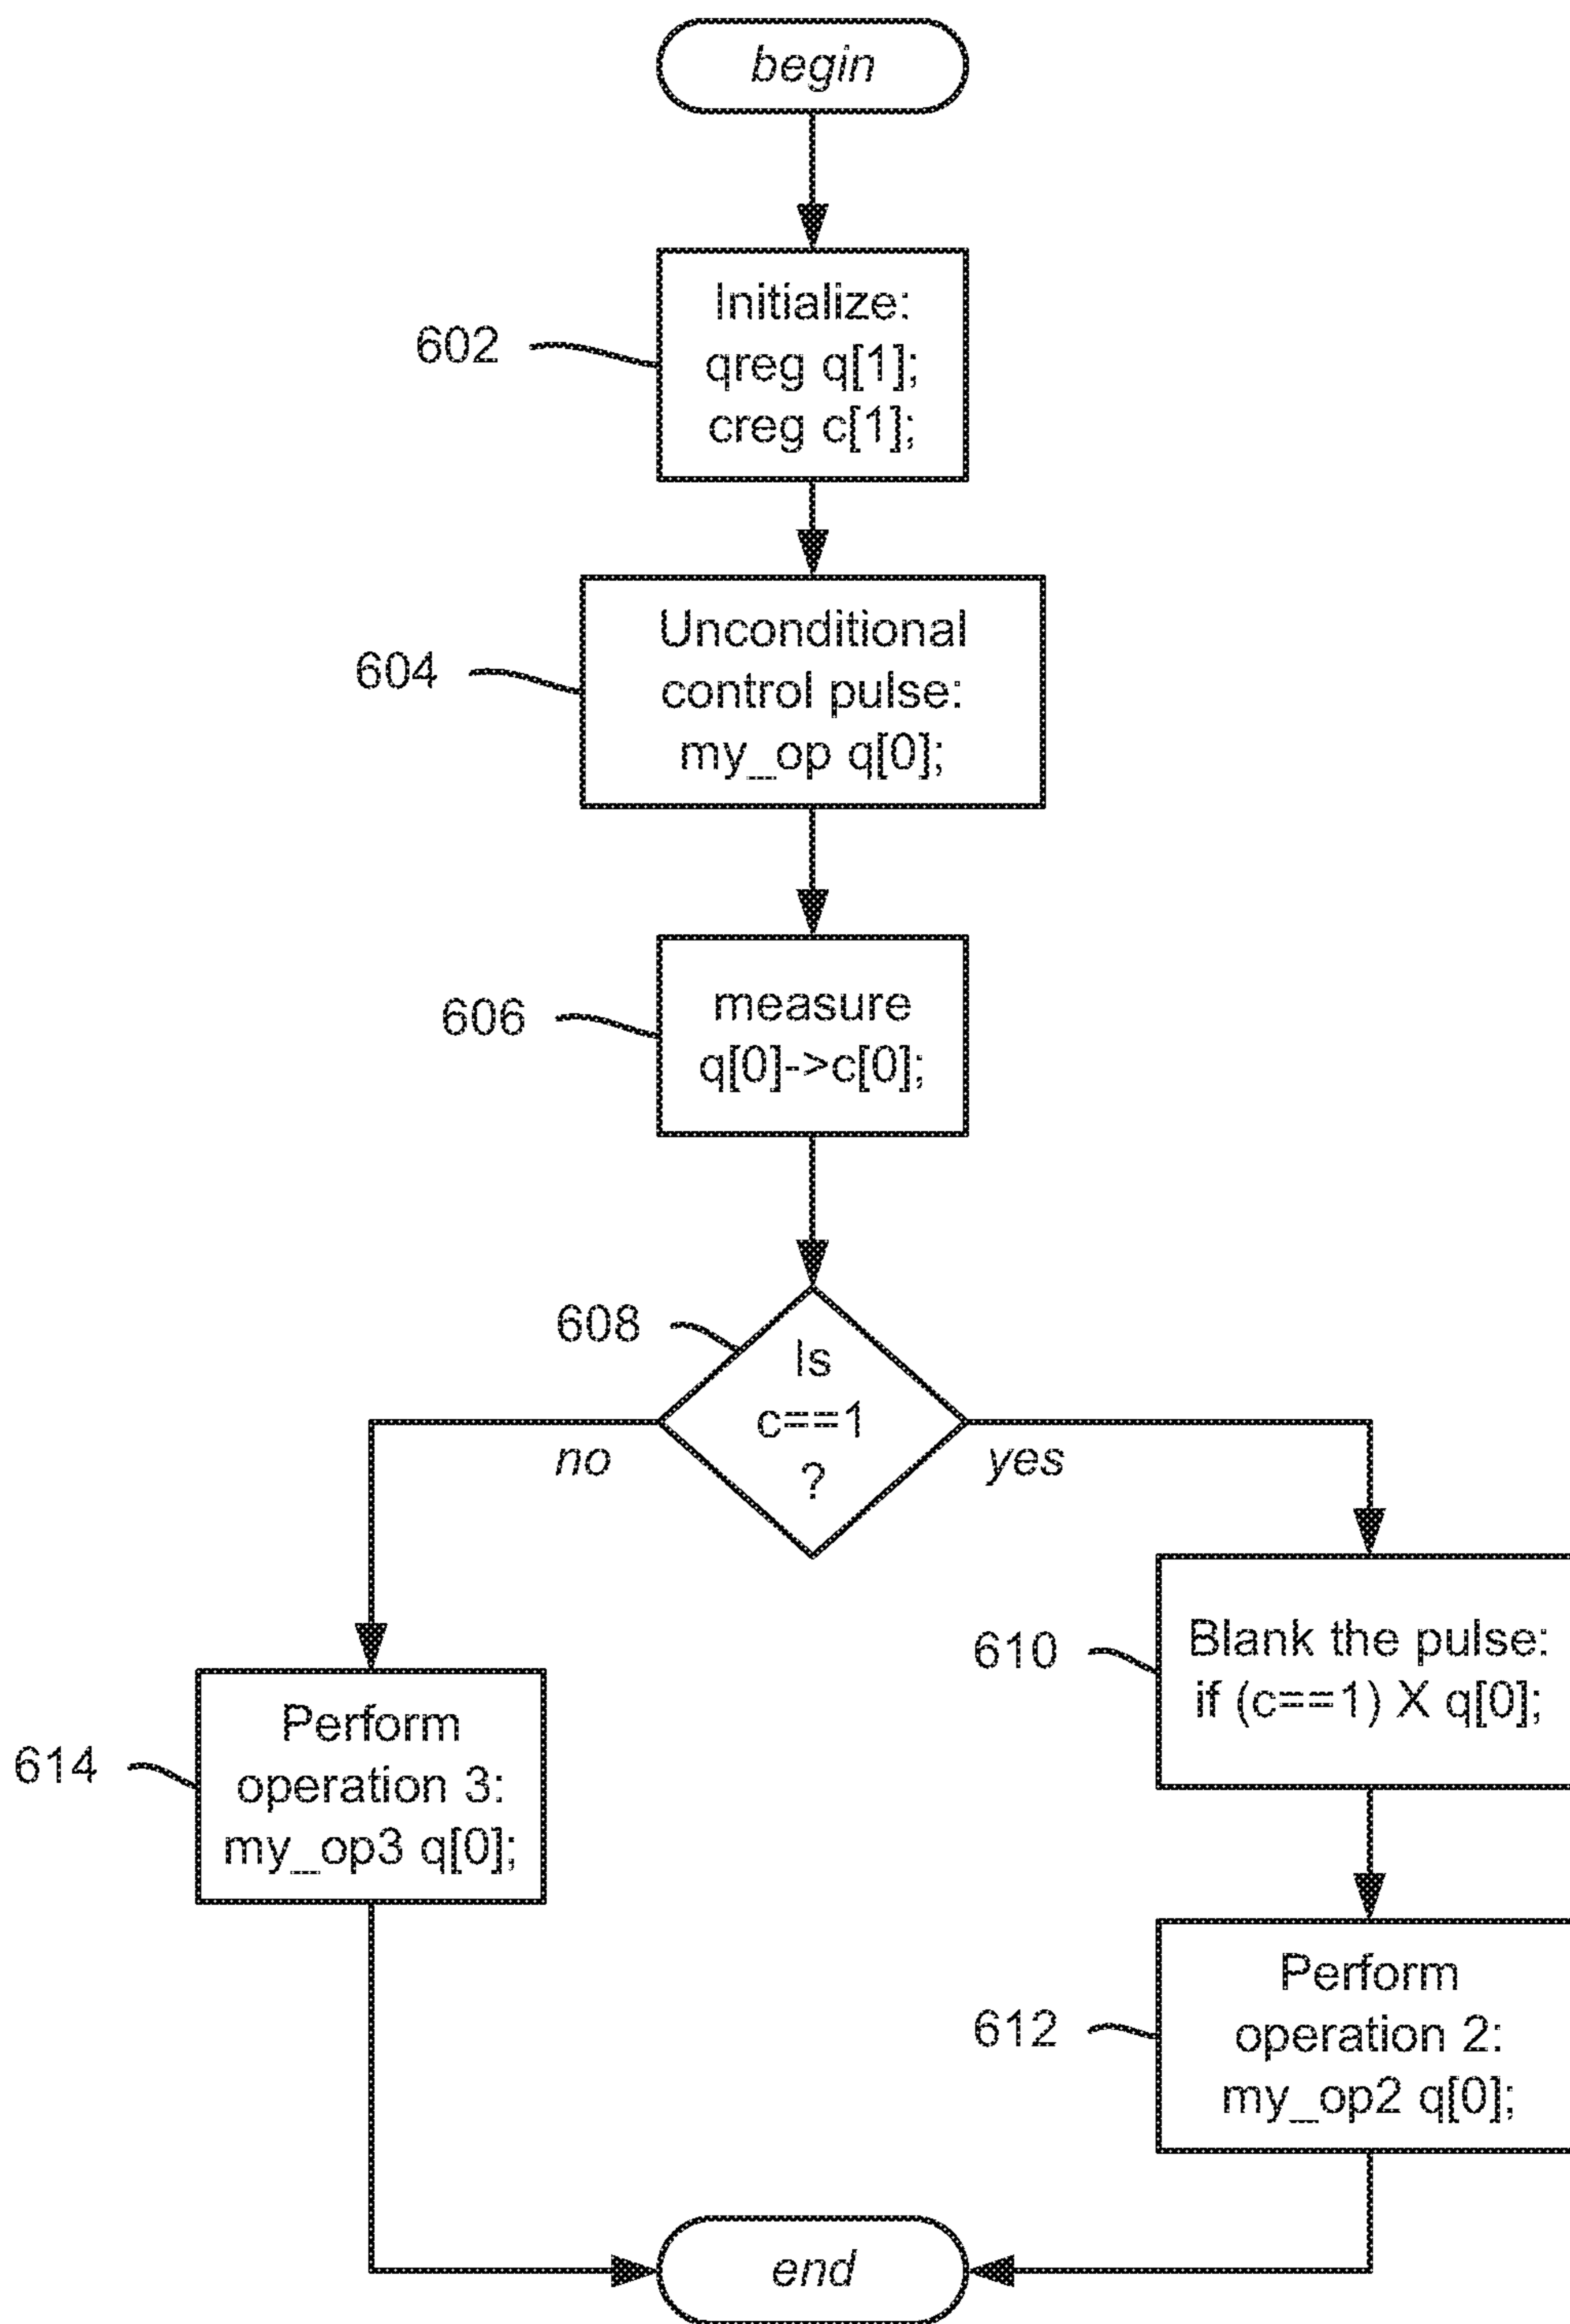 begin
602
Initialize:
qreg q[1];
creg c[1];
604
Unconditional
control pulse:
my_op q[0];
606
measure
q[0]->c[0];
608
Is
c==1
?
no
yes
610
Blank the pulse:
if (c==1) X q[0];
614
Perform
operation 3:
my_op3 q[0];
612
Perform
operation 2:
my_op2 q[0];
end